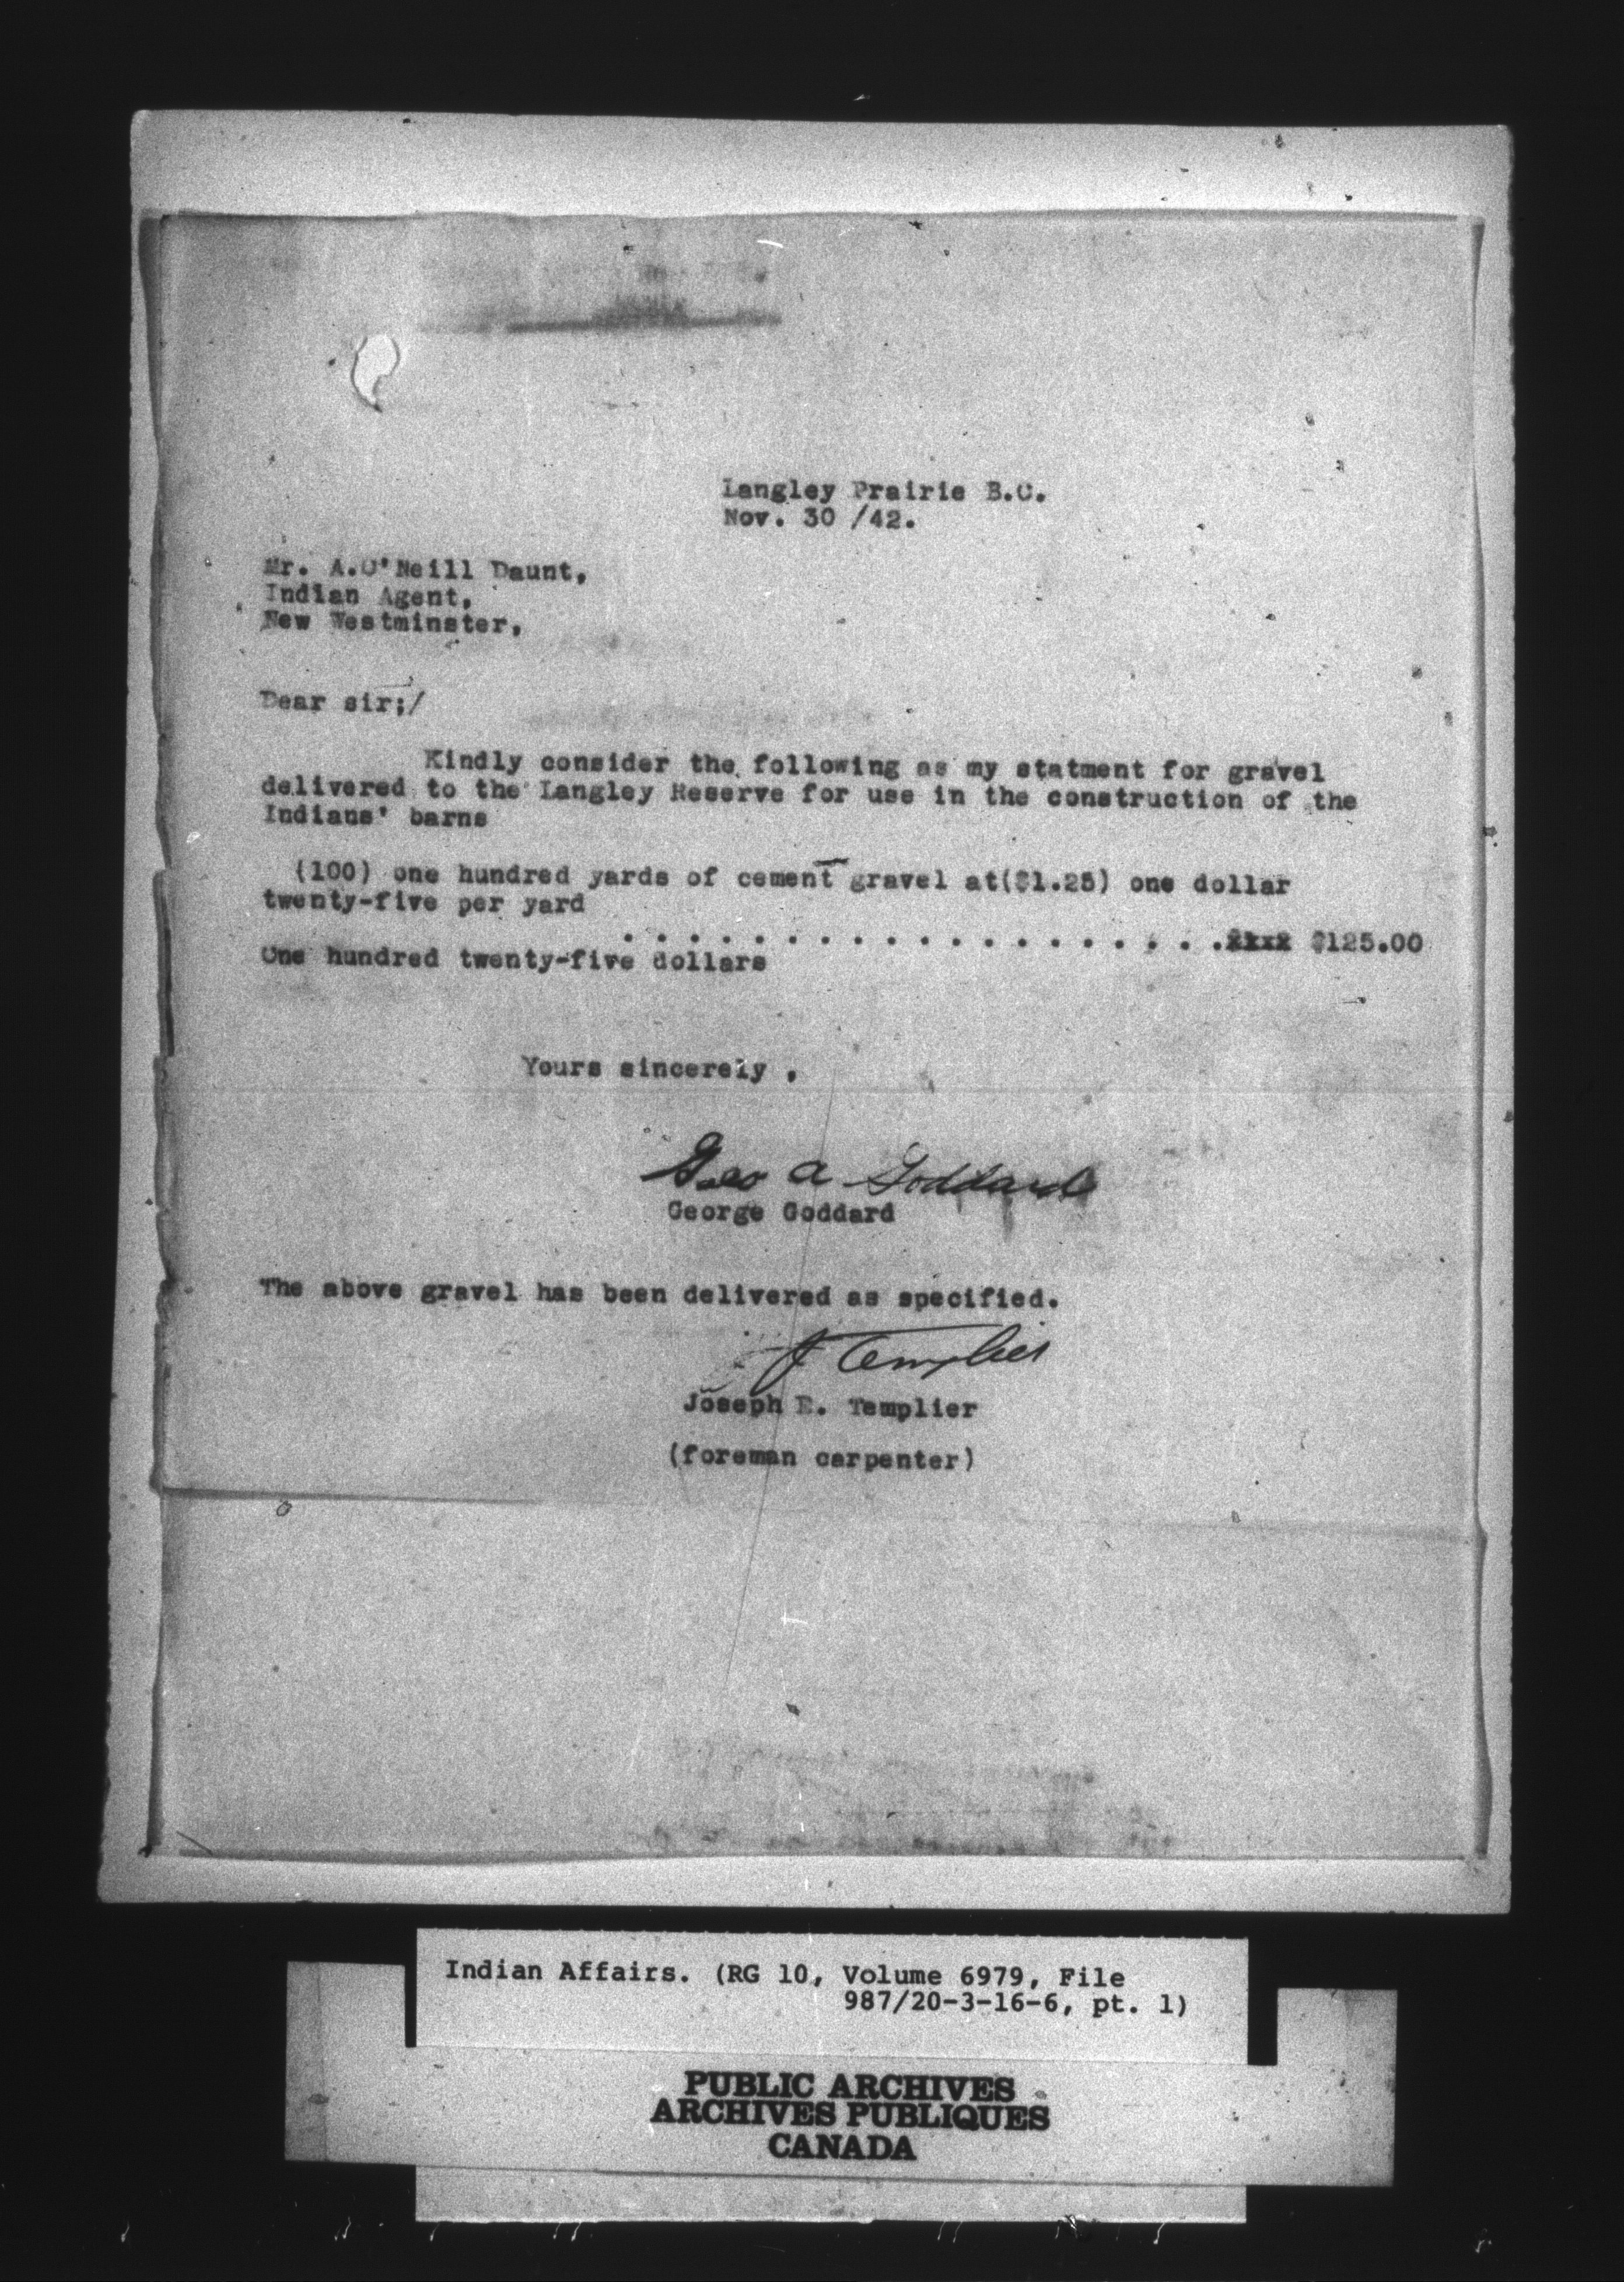 Langley Prairie B.C.
Nov. 30 /42.
Mr. A.O'Neill Daunt,
Indian Agent,
New Westminster,
Dear sir;/
Kindly consider the following as my statment for gravel
delivered to the Langley Reserve for use in the construction of the
Indians' barns
(100) one hundred yards of cement gravel at($1.25) one dollar
twenty-five per yard
. . . . . . . . . . . . . . . . . . . $125.00
One hundred twenty-five dollars
Yours sincerely ,
Geo A Goddard
George Goddard
The above gravel has been delivered as specified.
J Templier
Joseph E. Templier
(foreman carpenter)
Indian Affairs. (RG 10, Volume 6979, File
987/20-3-16-6, pt. 1)
PUBLIC ARCHIVES
ARCHIVES PUBLIQUES
CANADA